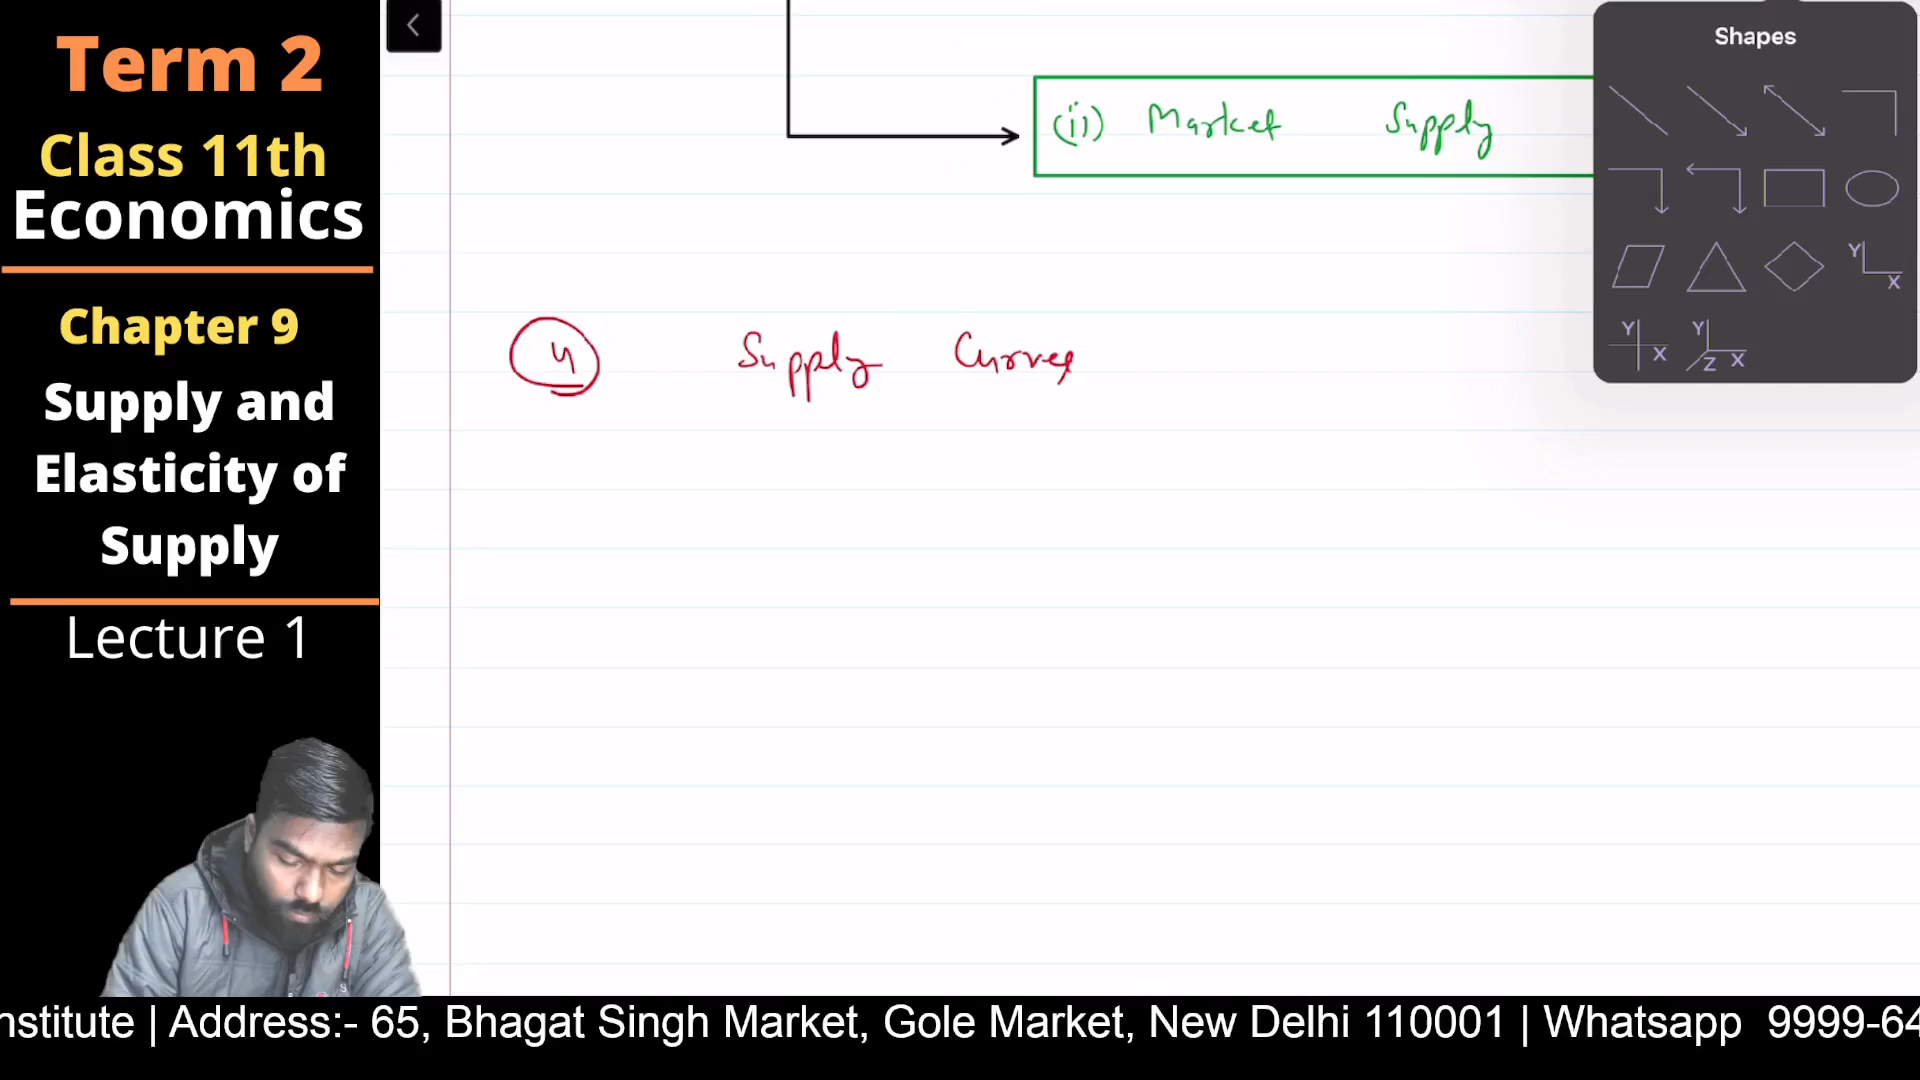 Term 2
Class 11th
Economics
Chapter 9
Supply and
Elasticity of
Supply
Lecture 1
(ii) Market Supply
4 Supply Curves
Shapes
Y
X
Y
X
Y
Z X
nstitute | Address:- 65, Bhagat Singh Market, Gole Market, New Delhi 110001 | Whatsapp 9999-64